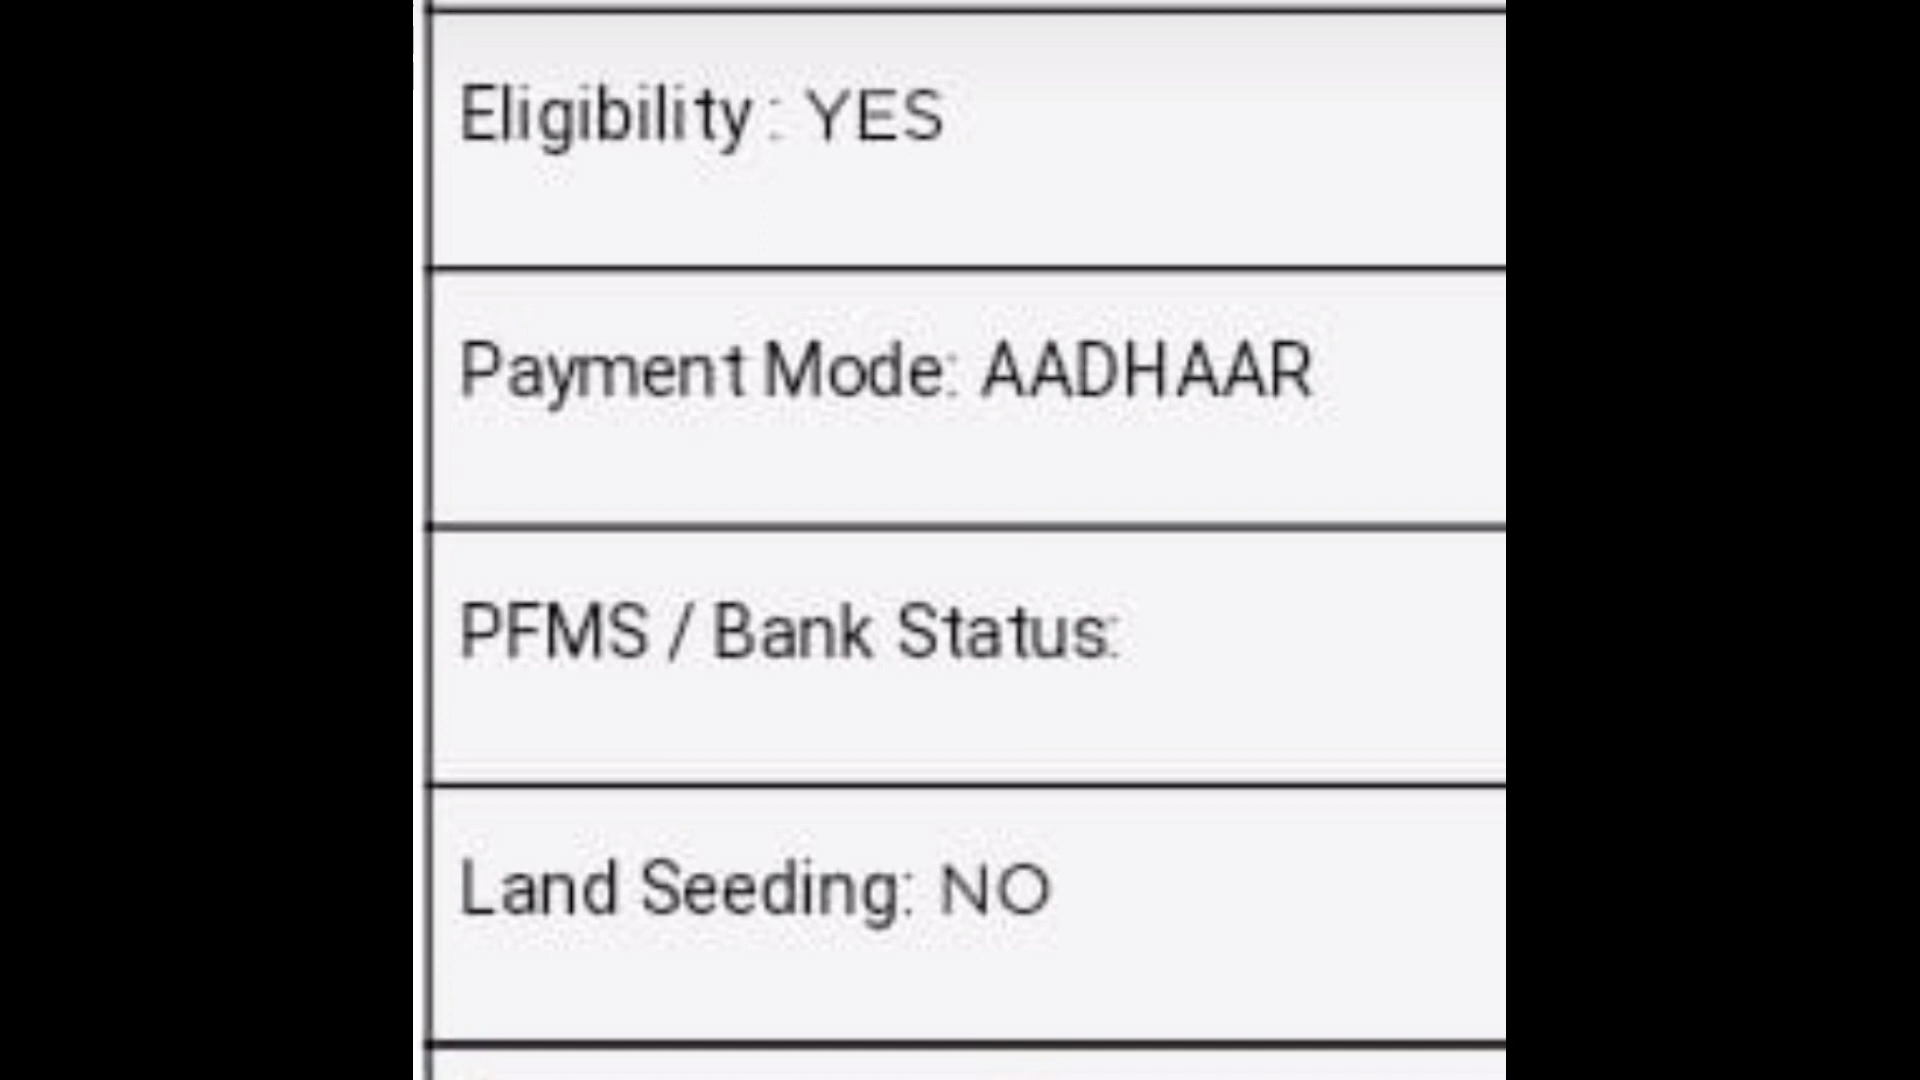 Eligibility: YES
Payment Mode: AADHAAR
PFMS / Bank Status:
Land Seeding: NO